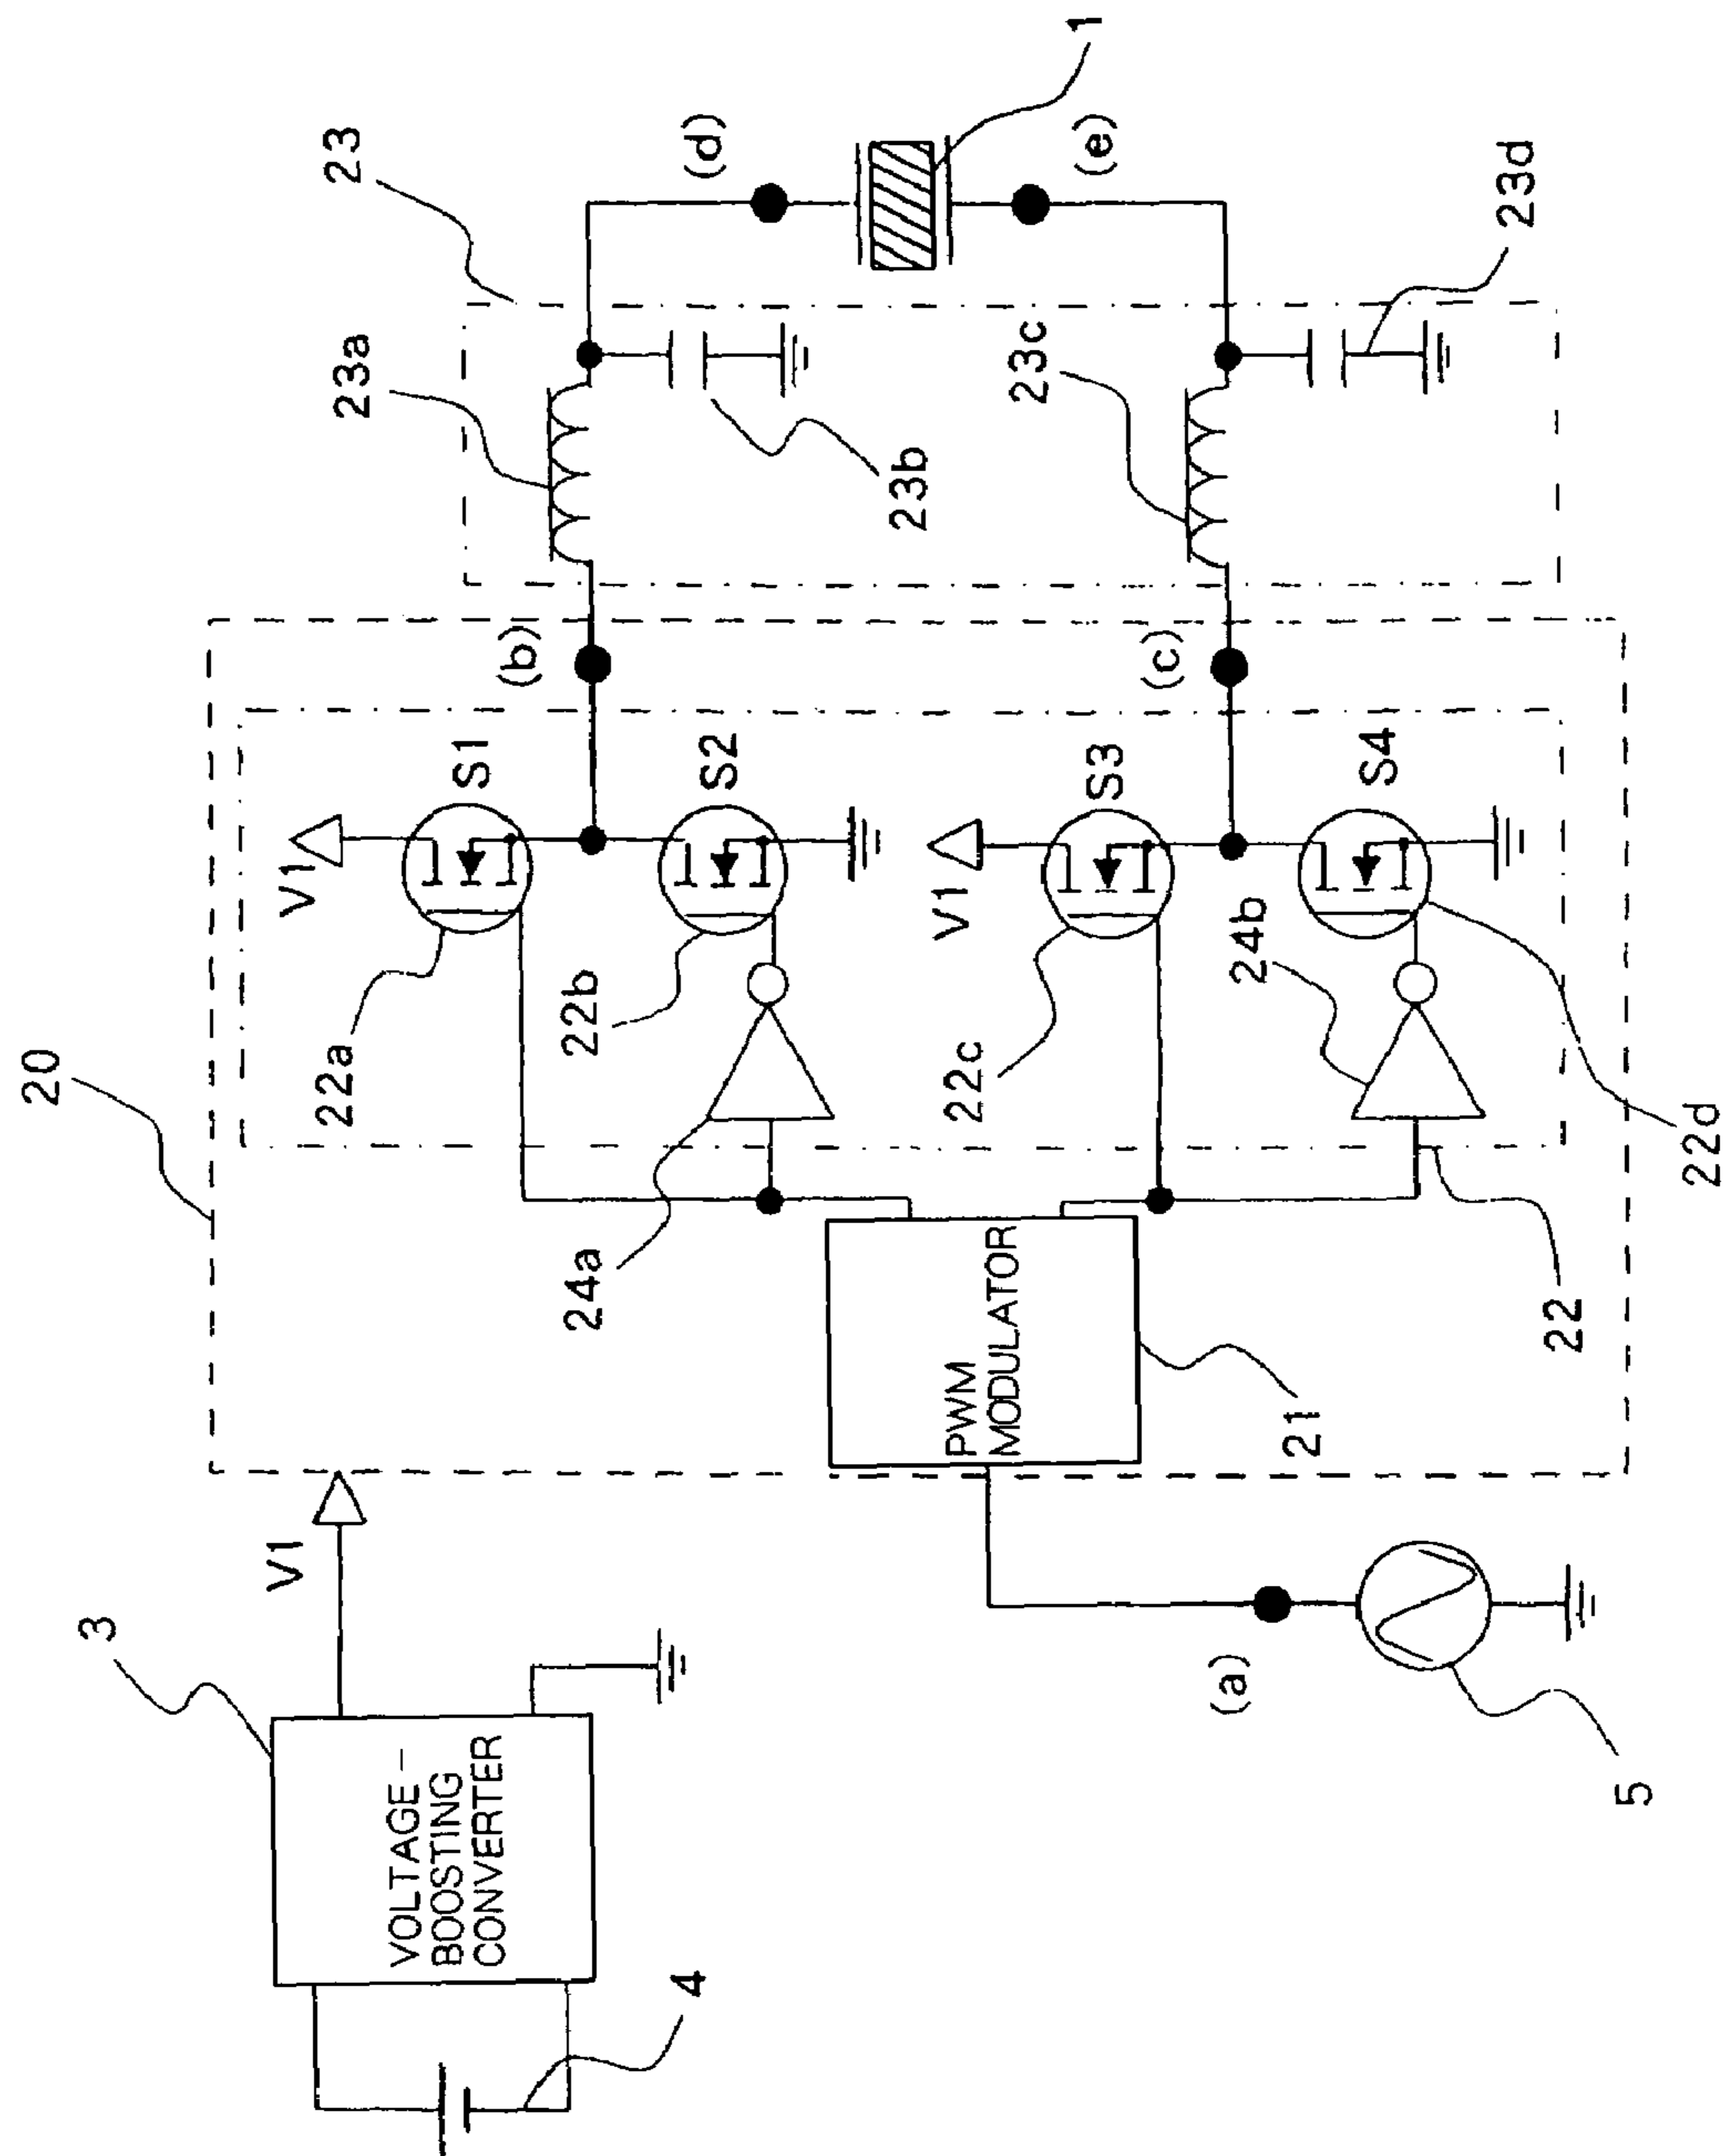 20
23
V1
S1
(b)
23a
(d)
22a
3
V1
S2
22b
23b
1
VOLTAGE-
BOOSTING
CONVERTER
24a
PWM
MODULATOR
V1
S3
(c)
23c
(e)
22c
4
(a)
24b
S4
23d
21
22
22d
5